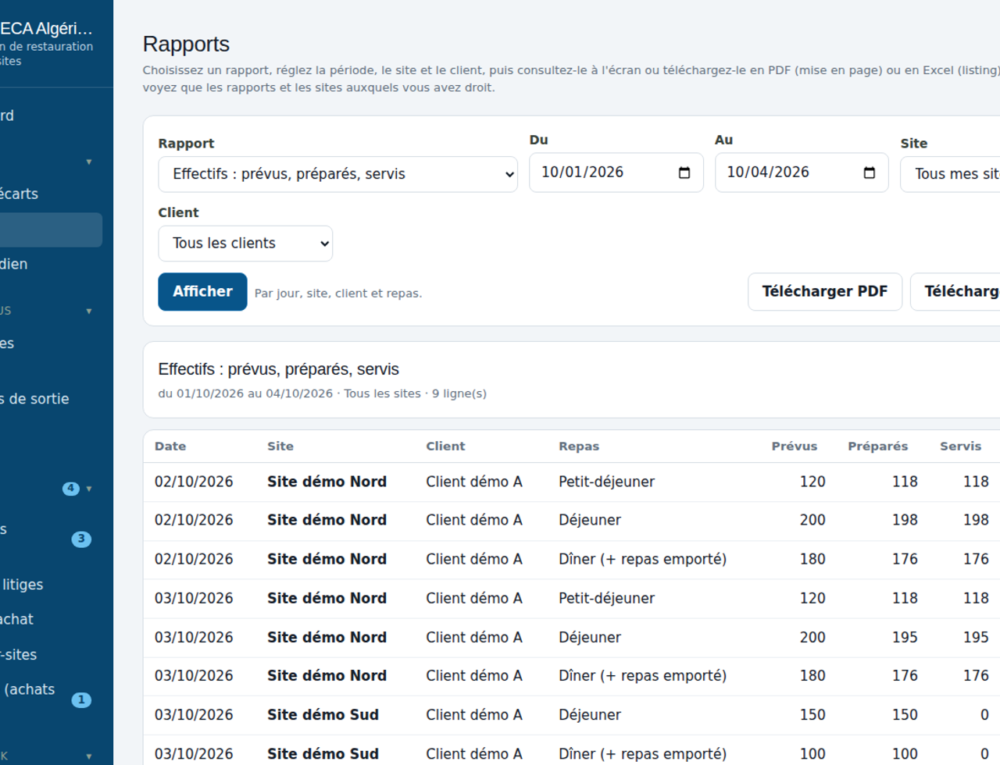 ECA Algéri...
n de restauration
sites
rd
écarts
dien
US
es
s de sortie
4
s
3
litiges
achat
r-sites
(achats
1
K
Rapports
Choisissez un rapport, réglez la période, le site et le client, puis consultez-le à l'écran ou téléchargez-le en PDF (mise en page) ou en Excel (listing)
voyez que les rapports et les sites auxquels vous avez droit.
Rapport Du Au Site
Effectifs : prévus, préparés, servis 10/01/2026 10/04/2026 Tous mes site
Client
Tous les clients
Afficher Par jour, site, client et repas. Télécharger PDF Télécharge
Effectifs : prévus, préparés, servis
du 01/10/2026 au 04/10/2026 · Tous les sites · 9 ligne(s)
Date Site Client Repas Prévus Préparés Servis
02/10/2026 Site démo Nord Client démo A Petit-déjeuner 120 118 118
02/10/2026 Site démo Nord Client démo A Déjeuner 200 198 198
02/10/2026 Site démo Nord Client démo A Dîner (+ repas emporté) 180 176 176
03/10/2026 Site démo Nord Client démo A Petit-déjeuner 120 118 118
03/10/2026 Site démo Nord Client démo A Déjeuner 200 195 195
03/10/2026 Site démo Nord Client démo A Dîner (+ repas emporté) 180 176 176
03/10/2026 Site démo Sud Client démo A Déjeuner 150 150 0
03/10/2026 Site démo Sud Client démo A Dîner (+ repas emporté) 100 100 0